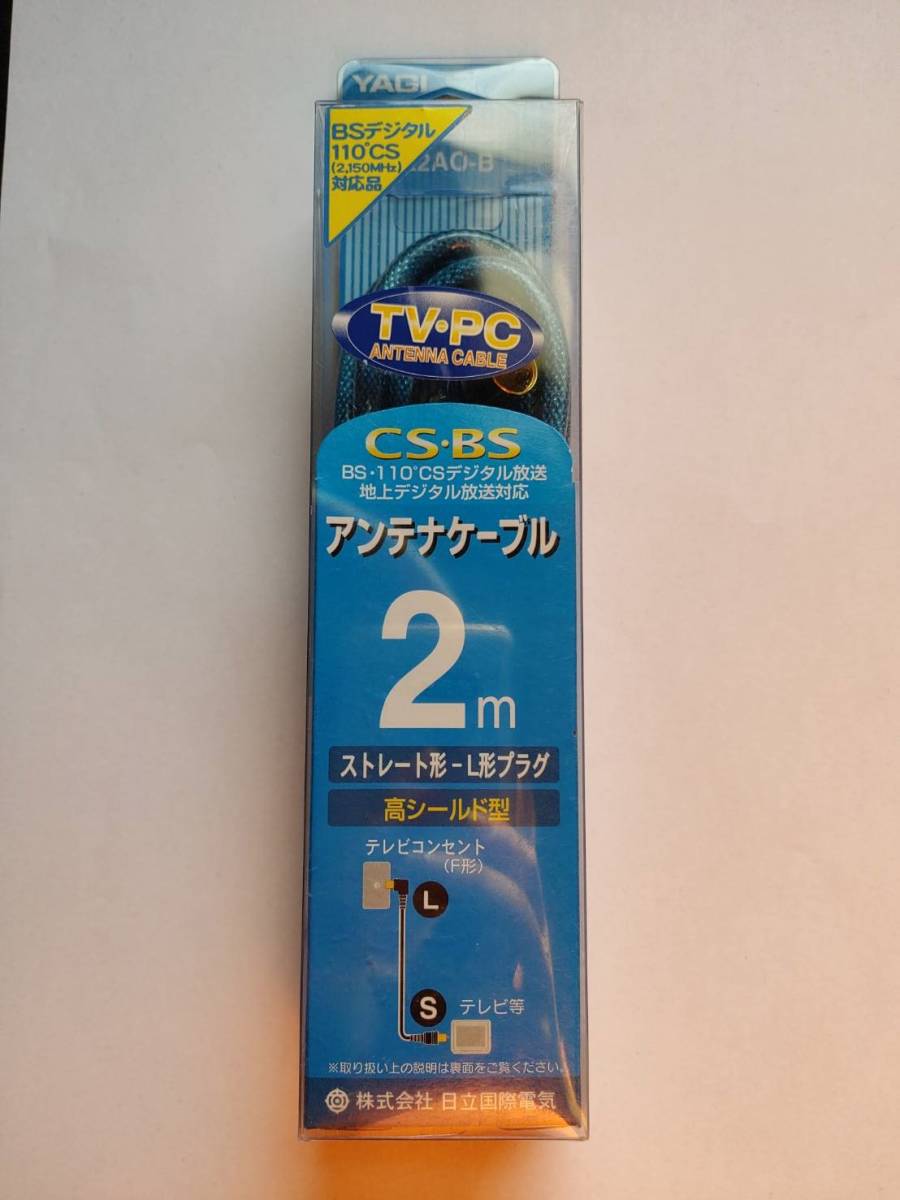 YAGI
BSデジタル
110°CS
(2,150MHz)
対応品
2AO-B
TV・PC
ANTENNA CABLE
CS・BS
BS・110°CSデジタル放送
地上デジタル放送対応
アンテナケーブル
2m
ストレート形－L形プラグ
高シールド型
テレビコンセント
(F形)
L
S
テレビ等
※取り扱い上の説明は裏面をご覧ください。
株式会社 日立国際電気